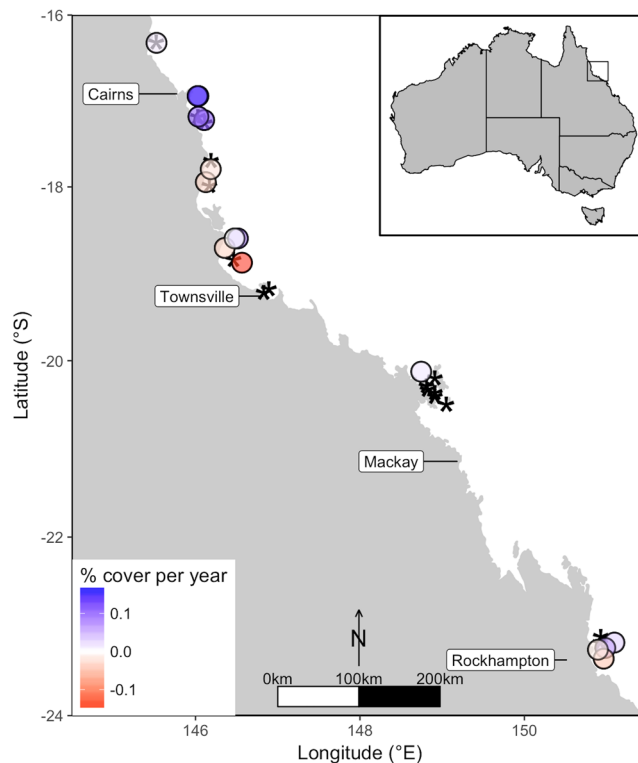 -16
Cairns
-18
Townsville
-20
Latitude (°S)
Mackay
-22
% cover per year
0.1
0.0
-0.1
N
Rockhampton
0km 100km 200km
-24
146 148 150
Longitude (°E)